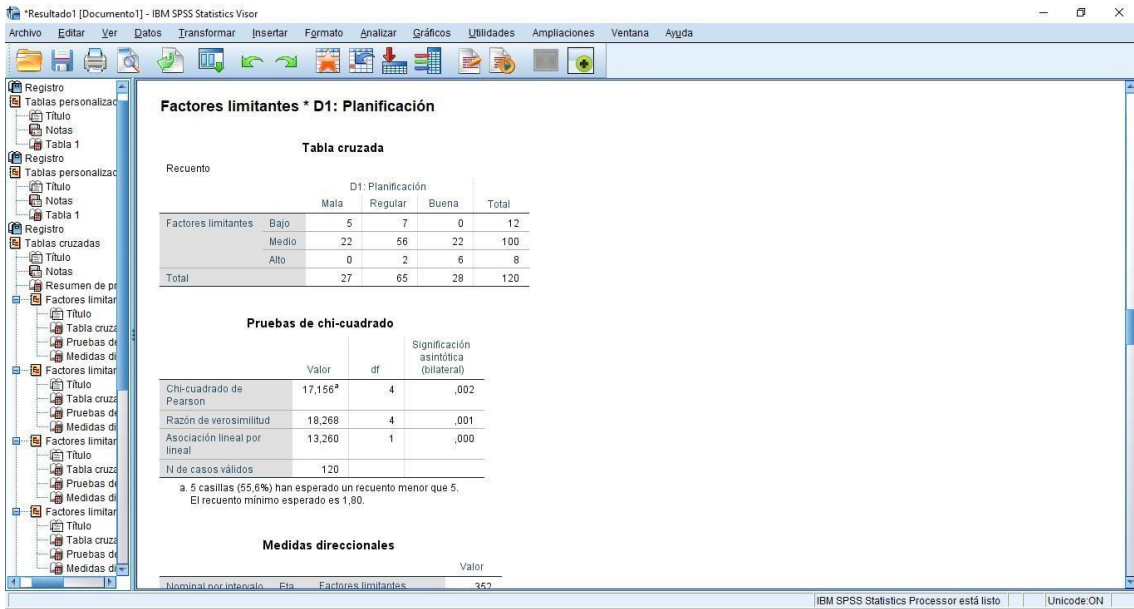 *Resultado1 [Documento1] - IBM SPSS Statistics Visor
Archivo Editar Ver Datos Transformar Insertar Formato Analizar Gráficos Utilidades Ampliaciones Ventana Ayuda
Registro
Tablas personalizad
Título
Notas
Tabla 1
Registro
Tablas personalizad
Título
Notas
Tabla 1
Registro
Tablas cruzadas
Título
Notas
Resumen de pr
Factores limitar
Título
Tabla cruza
Pruebas de
Medidas di
Factores limitar
Título
Tabla cruza
Pruebas de
Medidas di
Factores limitar
Título
Tabla cruza
Pruebas de
Medidas di
Factores limitar
Título
Tabla cruza
Pruebas de
Medidas di
Factores limitantes * D1: Planificación
Tabla cruzada
Recuento
D1: Planificación
Mala Regular Buena Total
Factores limitantes Bajo 5 7 0 12
Medio 22 56 22 100
Alto 0 2 6 8
Total 27 65 28 120
Pruebas de chi-cuadrado
Valor df Significación
asintótica
(bilateral)
Chi-cuadrado de
Pearson 17,156a 4 ,002
Razón de verosimilitud 18,268 4 ,001
Asociación lineal por
lineal 13,260 1 ,000
N de casos válidos 120
a. 5 casillas (55,6%) han esperado un recuento menor que 5.
El recuento mínimo esperado es 1,80.
Medidas direccionales
Valor
Nominal por intervalo Eta Factores limitantes ,352
IBM SPSS Statistics Processor está listo Unicode:ON